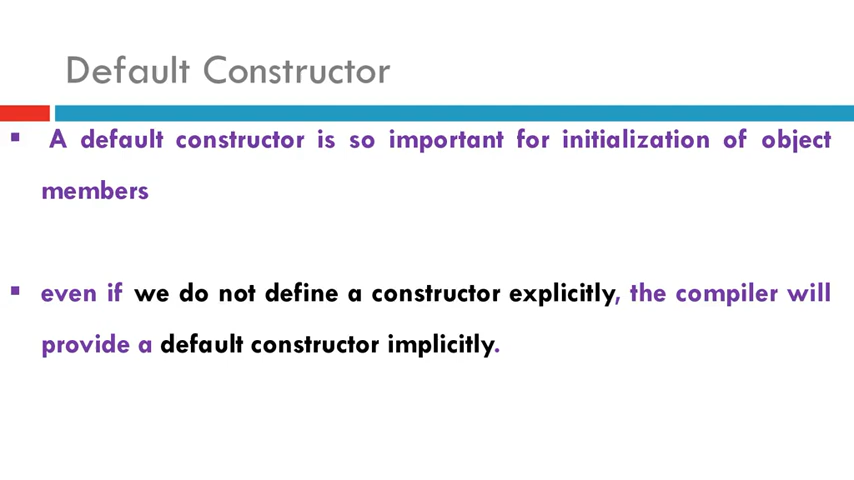 Default Constructor
▪ A default constructor is so important for initialization of object
members
▪ even if we do not define a constructor explicitly, the compiler will
provide a default constructor implicitly.